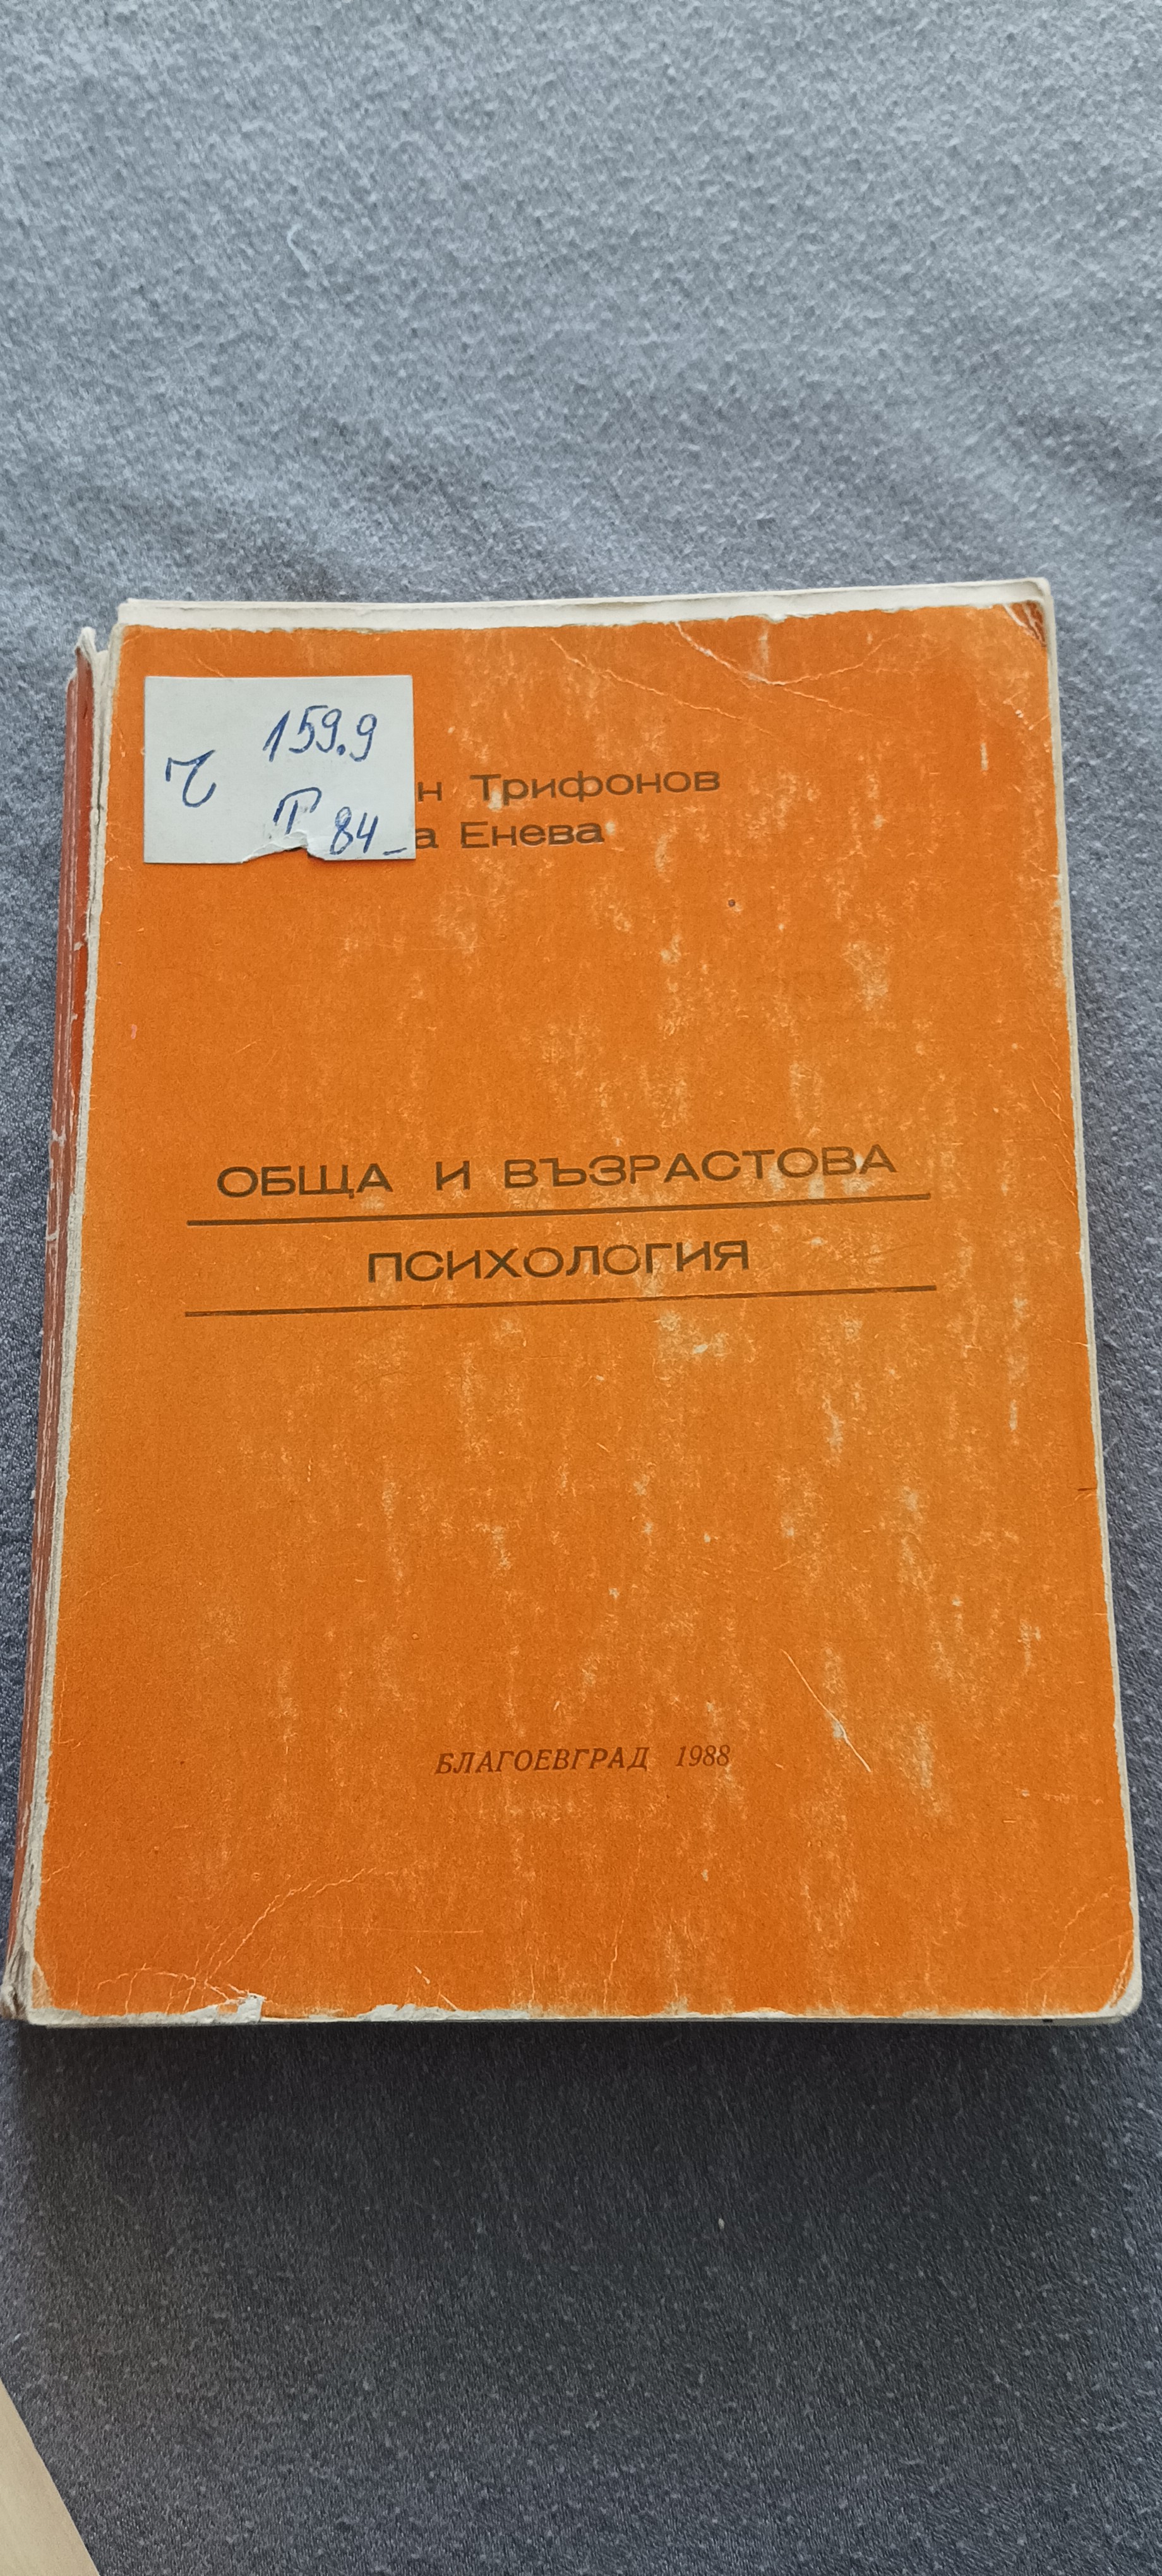 ч 159.9
Т 84
н Трифонов
а Енева
ОБЩА И ВЪЗРАСТОВА
ПСИХОЛОГИЯ
БЛАГОЕВГРАД 1988